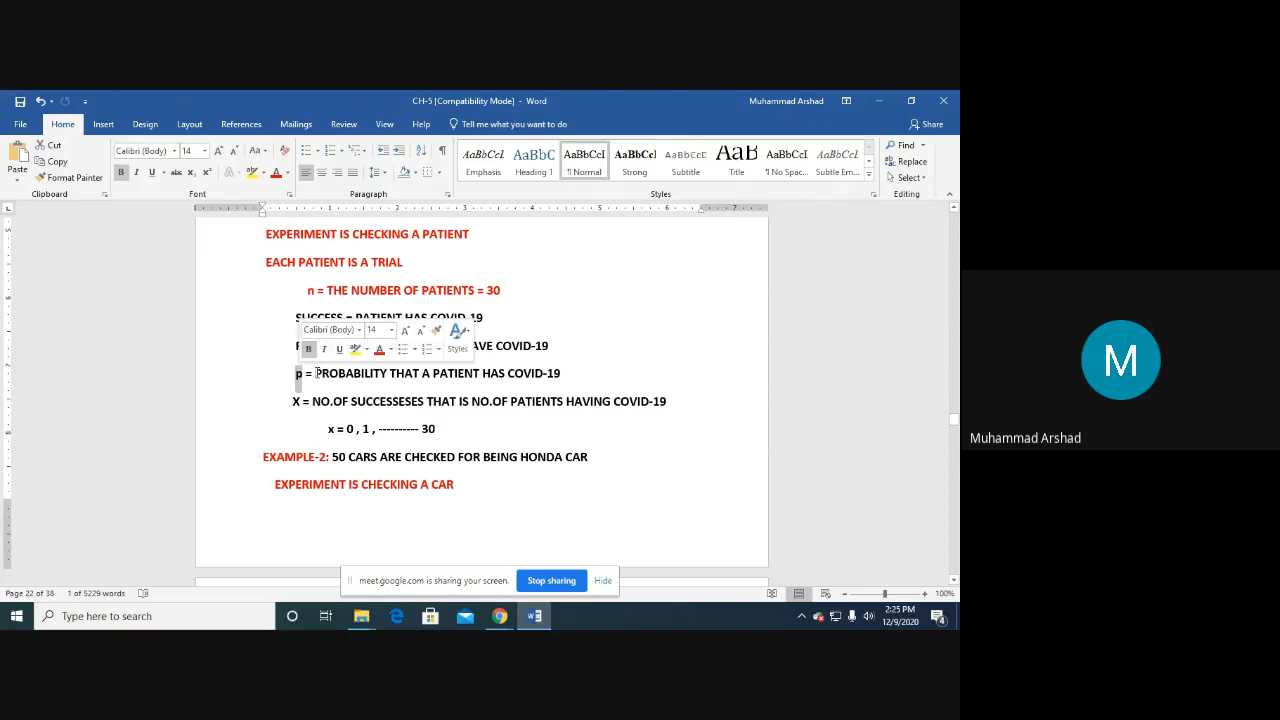 CH-5 [Compatibility Mode] - Word
Muhammad Arshad
File Home Insert Design Layout References Mailings Review View Help Tell me what you want to do Share
Paste Cut Copy Format Painter
Calibri (Body) 14
AaBbCcI AaBbC AaBbCcI AaBbCcI AaBbCcD AaB AaBbCcI AaBbCcI
Emphasis Heading 1 ¶ Normal Strong Subtitle Title ¶ No Spac... Subtle Em...
Find
Replace
Select
Clipboard Font Paragraph Styles Editing
EXPERIMENT IS CHECKING A PATIENT
EACH PATIENT IS A TRIAL
n = THE NUMBER OF PATIENTS = 30
SUCCESS = PATIENT HAS COVID-19
Calibri (Body) 14
B I U Styles
AVE COVID-19
p = PROBABILITY THAT A PATIENT HAS COVID-19
X = NO.OF SUCCESSESES THAT IS NO.OF PATIENTS HAVING COVID-19
x = 0 , 1 , ---------- 30
EXAMPLE-2: 50 CARS ARE CHECKED FOR BEING HONDA CAR
EXPERIMENT IS CHECKING A CAR
meet.google.com is sharing your screen. Stop sharing Hide
Page 22 of 38 1 of 5229 words 100%
Type here to search
2:25 PM
12/9/2020
4
M
Muhammad Arshad